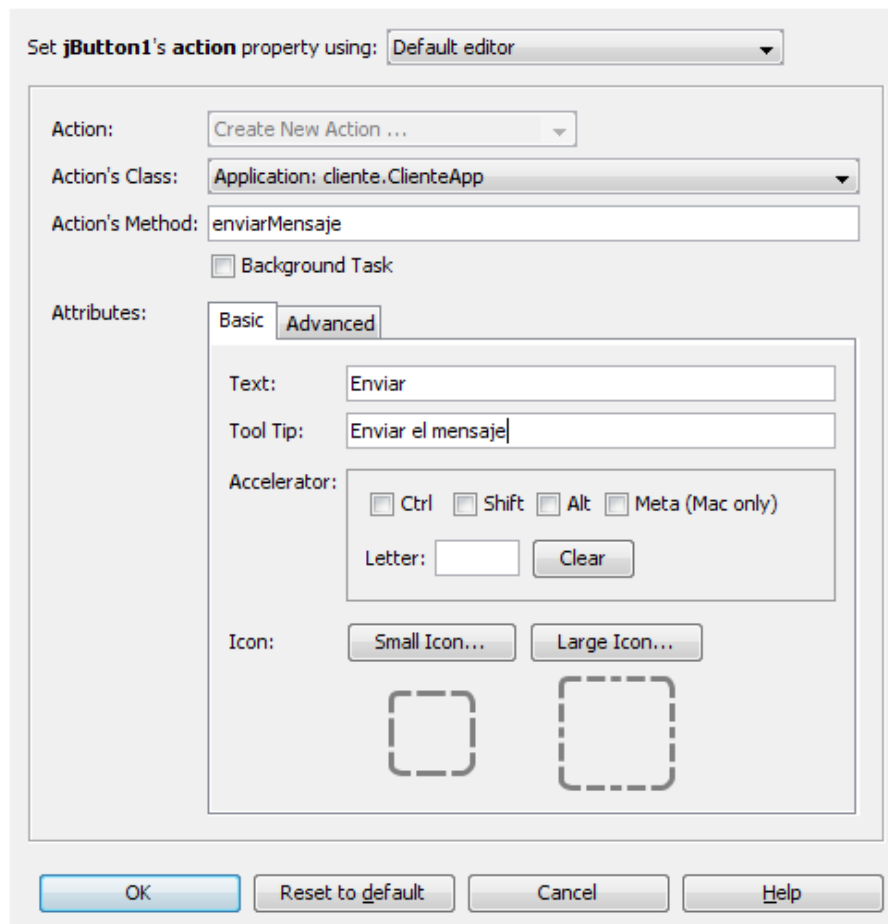 Set jButton1's action property using: Default editor
Action: Create New Action ...
Action's Class: Application: cliente.ClienteApp
Action's Method: enviarMensaje
Background Task
Attributes: Basic Advanced
Text: Enviar
Tool Tip: Enviar el mensaje
Accelerator:
Ctrl Shift Alt Meta (Mac only)
Letter: Clear
Icon: Small Icon... Large Icon...
OK Reset to default Cancel Help